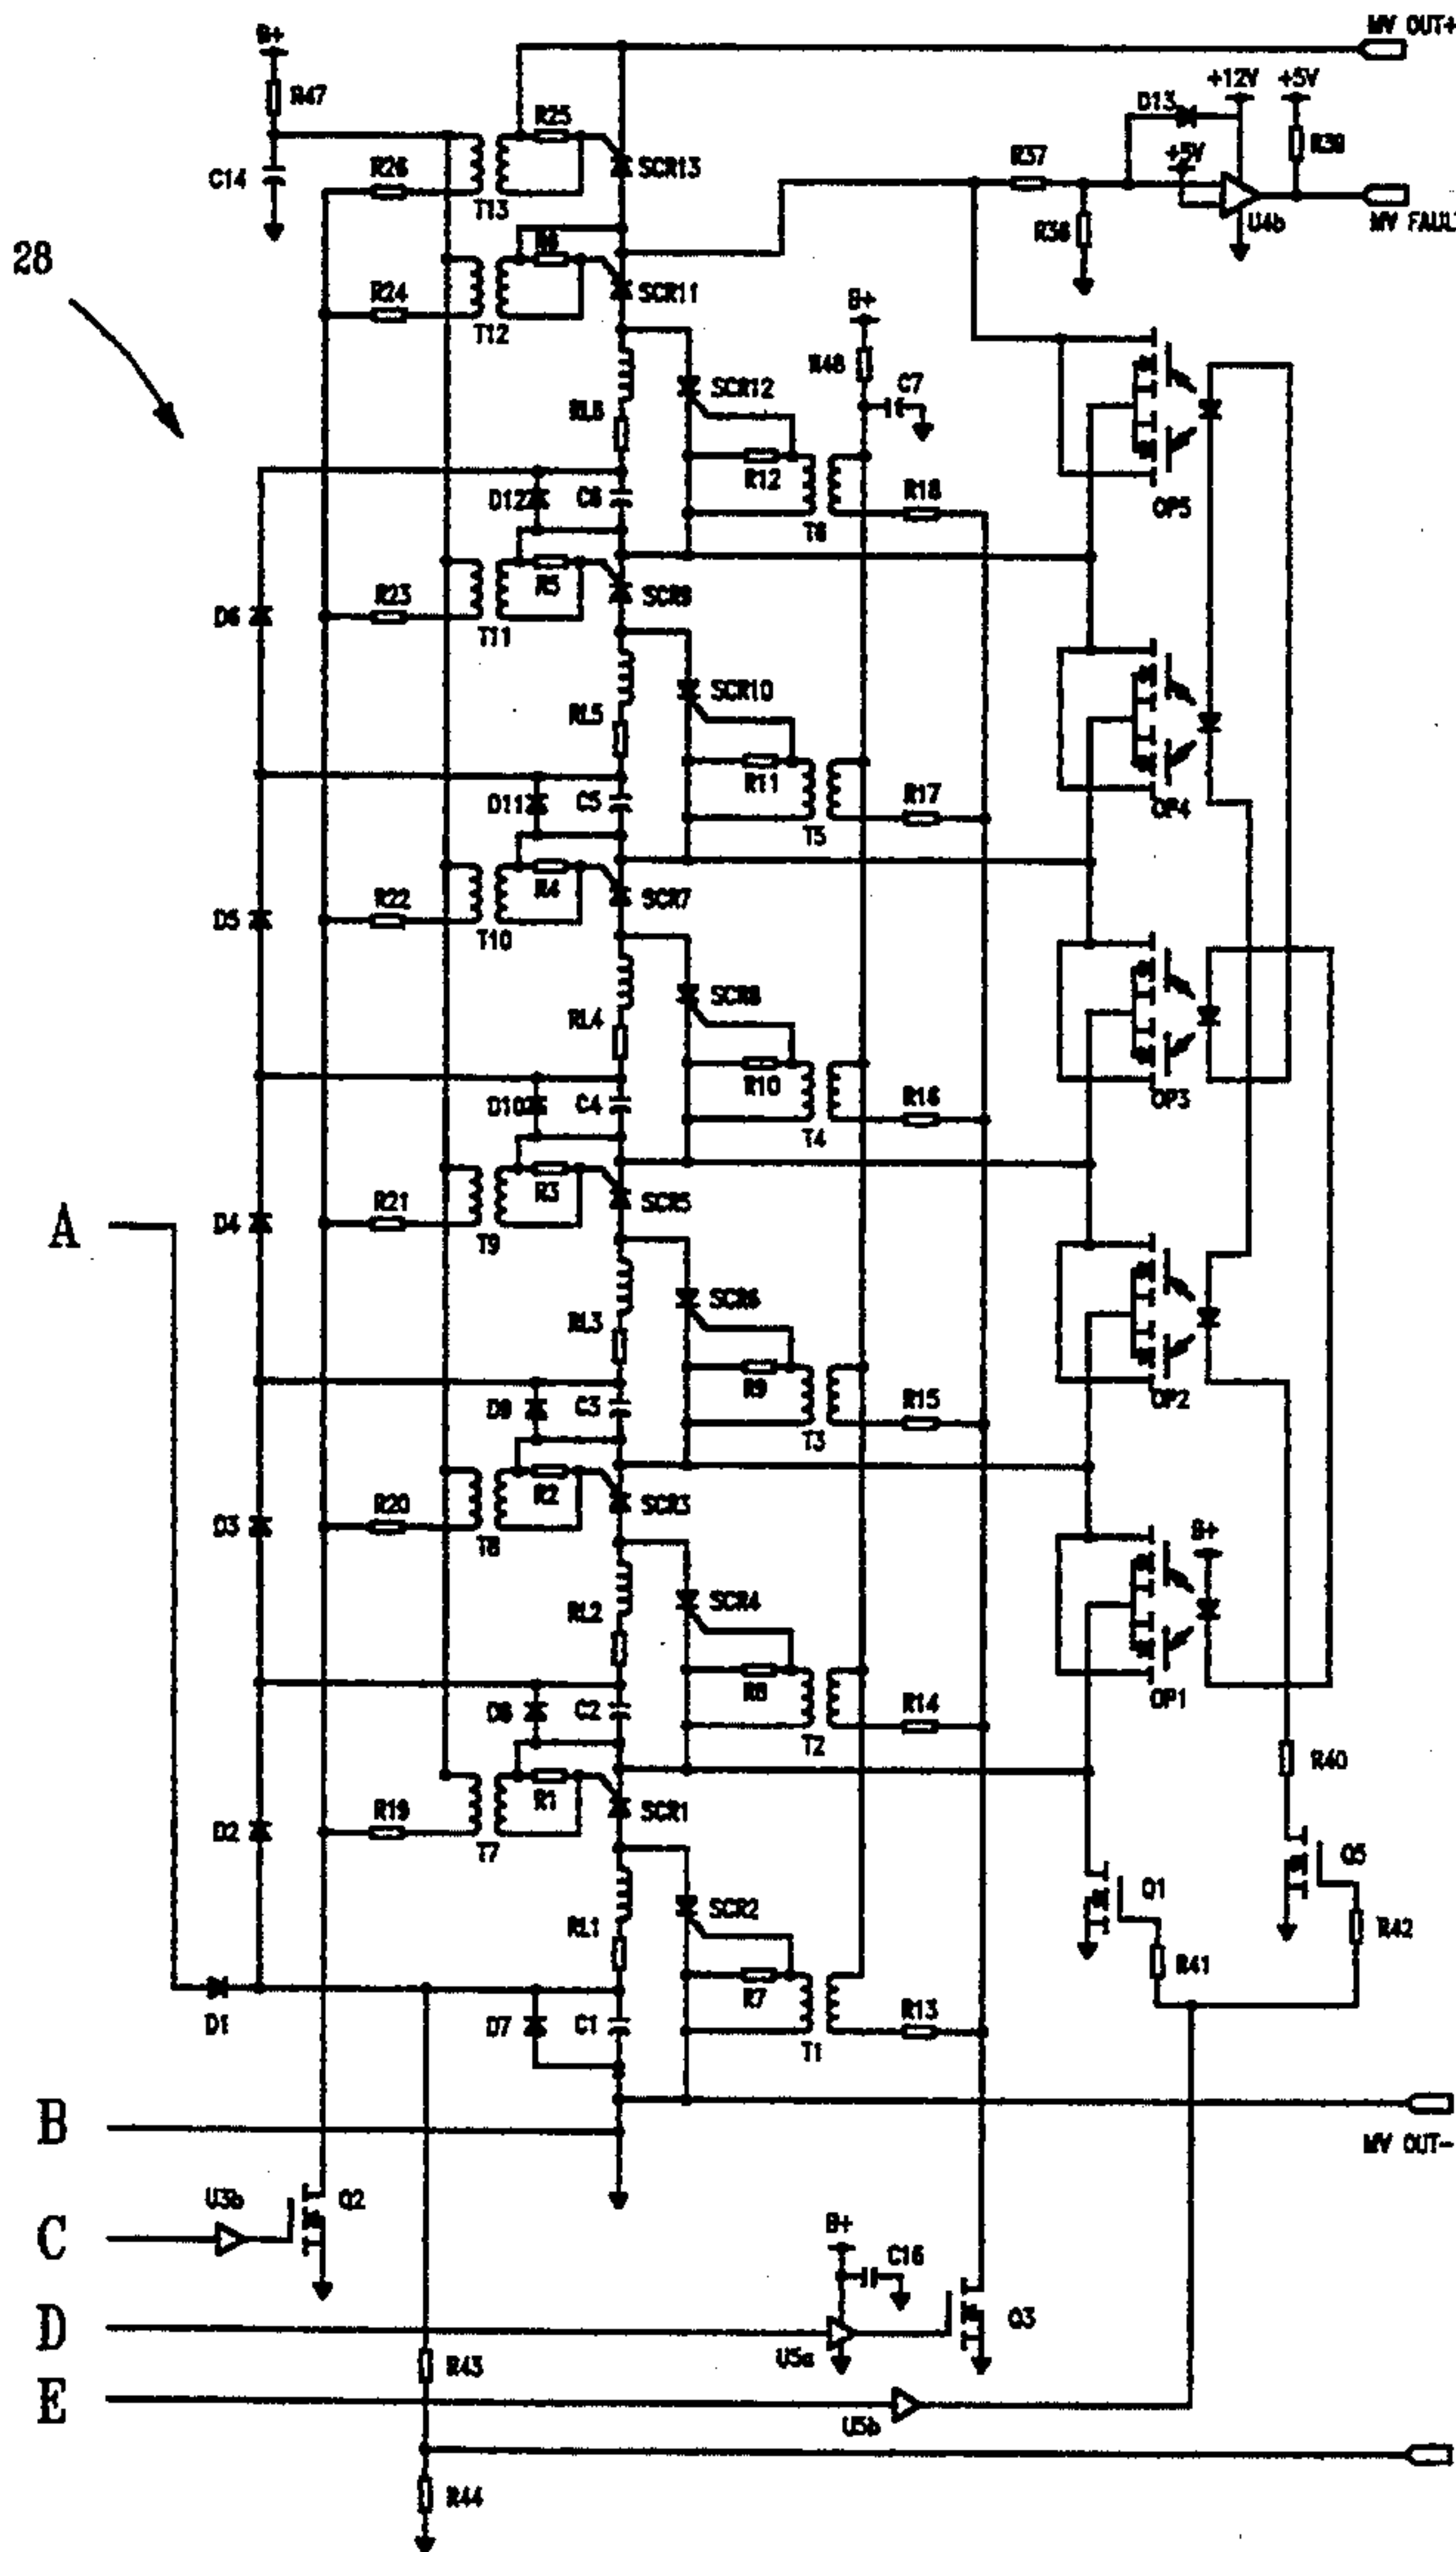 MV OUT+
B+
R47
+12V
+5V
D13
R25
R37
R39
+5V
C14
R26
SCR13
T13
U4b
MV FAULT
R38
R6
28
R24
SCR11
T12
B+
R48
C7
SCR12
RL6
R12
R18
D12
C6
T6
OP5
R5
R23
SCR9
D6
T11
SCR10
RL5
R11
R17
D11
C5
T5
OP4
R4
R22
SCR7
D5
T10
SCR8
RL4
R10
R16
D10
C4
T4
OP3
R3
R21
SCR5
A
D4
T9
SCR6
RL3
R9
R15
D9
C3
T3
OP2
R2
R20
SCR3
D3
T8
B+
SCR4
RL2
R8
R14
D8
C2
T2
OP1
R40
R1
R19
SCR1
D2
T7
Q5
Q1
SCR2
RL1
R42
R41
R7
R13
D1
D7
C1
T1
B
MV OUT-
U3b
Q2
C
B+
C16
D
Q3
U5a
R43
E
U5b
R44